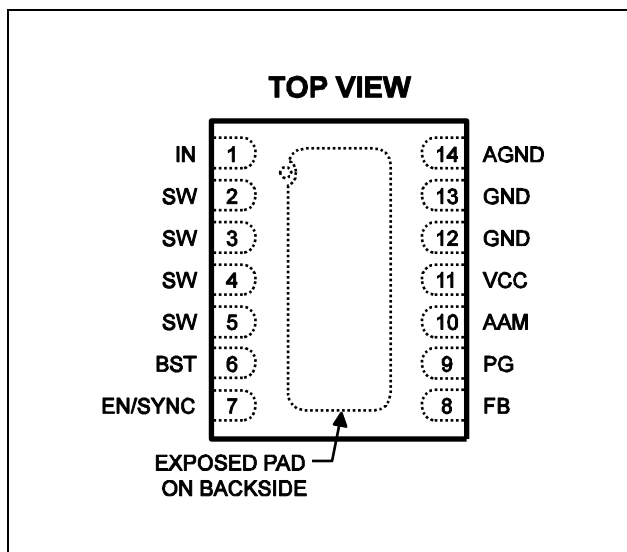 TOP VIEW
IN 1 14 AGND
SW 2 13 GND
SW 3 12 GND
SW 4 11 VCC
SW 5 10 AAM
BST 6 9 PG
EN/SYNC 7 8 FB
EXPOSED PAD
ON BACKSIDE